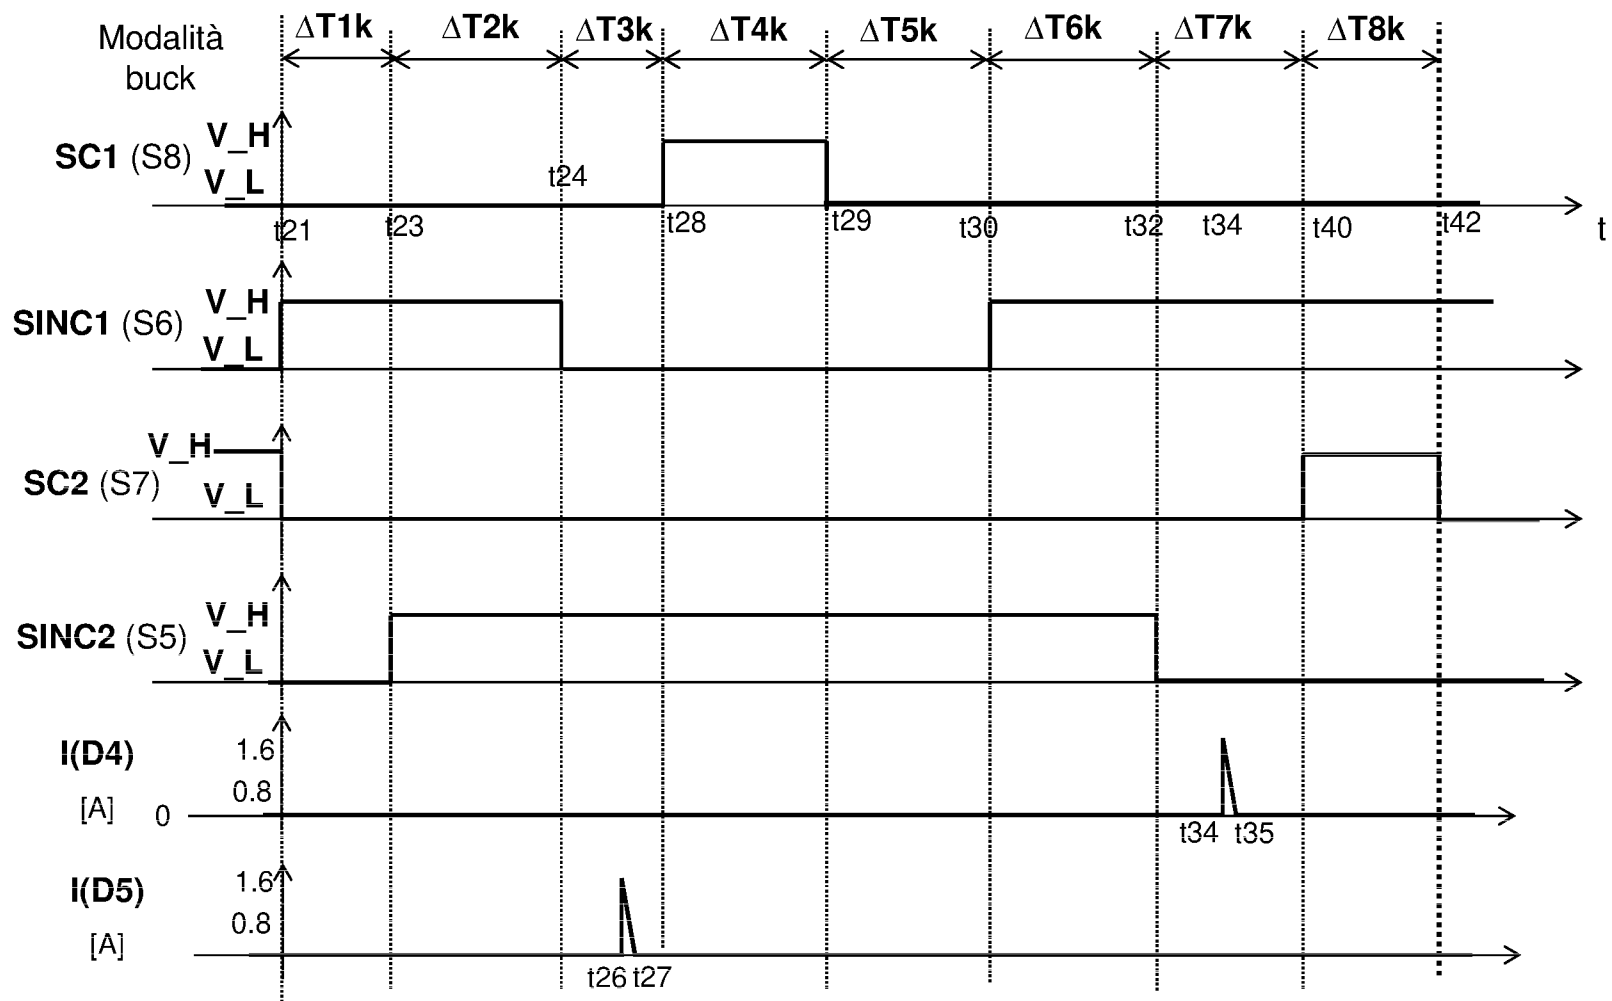 Modalità
buck
ΔT1k ΔT2k ΔT3k ΔT4k ΔT5k ΔT6k ΔT7k ΔT8k
SC1 (S8)
V_H
V_L
t24
t21 t23 t28 t29 t30 t32 t34 t40 t42
t
SINC1 (S6)
V_H
V_L
SC2 (S7)
V_H
V_L
SINC2 (S5)
V_H
V_L
I(D4)
[A]
1.6
0.8
0
t34 t35
I(D5)
[A]
1.6
0.8
t26 t27